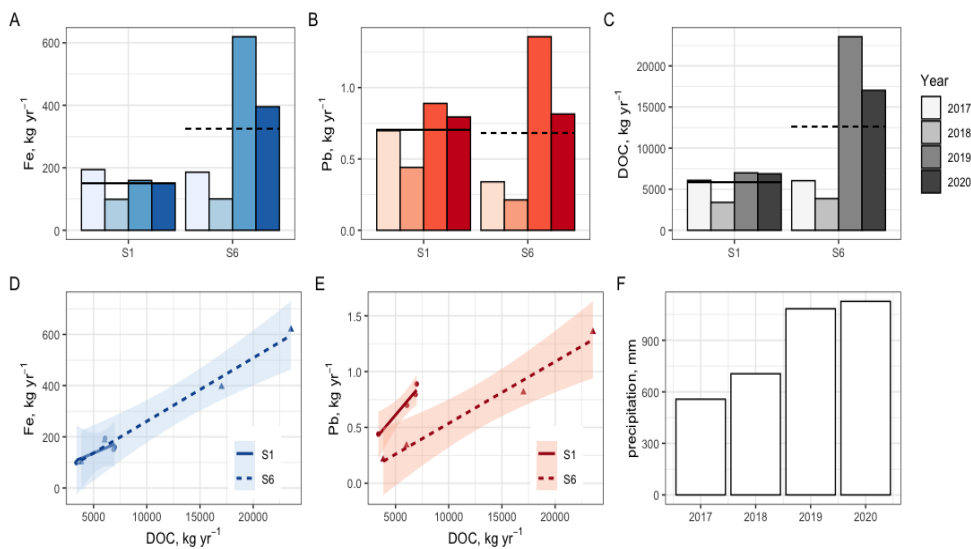 A
B
C
Fe, kg yr⁻¹
600
400
200
0
S1
S6
Pb, kg yr⁻¹
1.0
0.5
0.0
S1
S6
DOC, kg yr⁻¹
20000
15000
10000
5000
0
S1
S6
Year
2017
2018
2019
2020
D
E
F
Fe, kg yr⁻¹
600
400
200
0
S1
S6
5000
10000
15000
20000
DOC, kg yr⁻¹
Pb, kg yr⁻¹
1.5
1.0
0.5
0.0
S1
S6
5000
10000
15000
20000
DOC, kg yr⁻¹
precipitation, mm
900
600
300
0
2017
2018
2019
2020